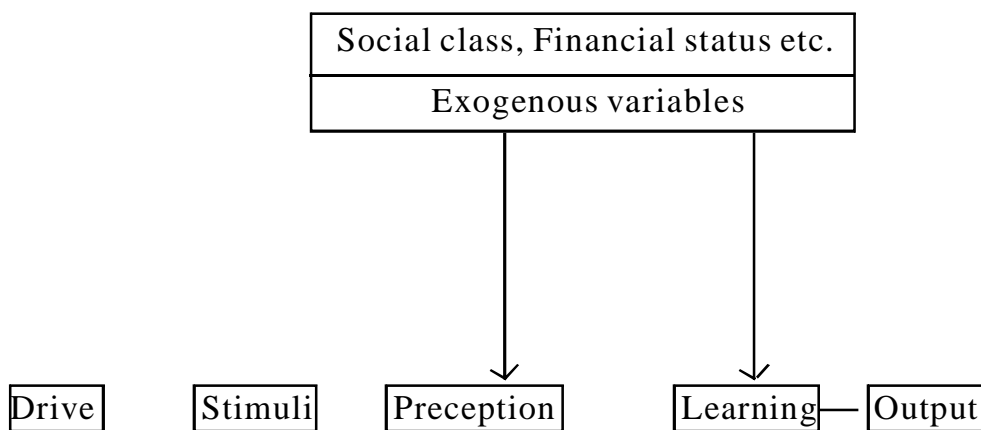 Social class, Financial status etc.
Exogenous variables
Drive Stimuli Preception Learning Output